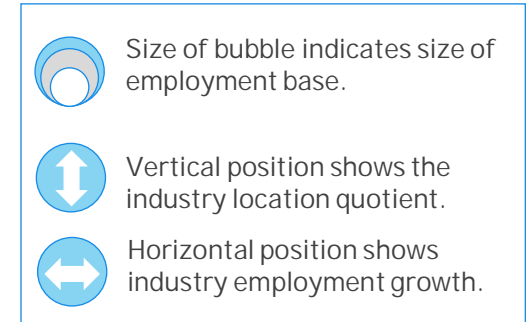 Size of bubble indicates size of
employment base.
Vertical position shows the
industry location quotient.
Horizontal position shows
industry employment growth.